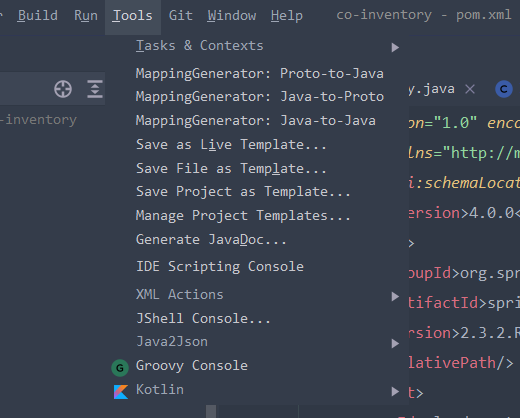 Build Run Tools Git Window Help co-inventory - pom.xml
Tasks & Contexts
MappingGenerator: Proto-to-Java
y.java × C
MappingGenerator: Java-to-Proto
-inventory
MappingGenerator: Java-to-Java
on="1.0" enco
Save as Live Template...
lns="http://m
Save File as Template...
i:schemaLocat
Save Project as Template...
ersion>4.0.0<
Manage Project Templates...
>
Generate JavaDoc...
oupId>org.spr
IDE Scripting Console
XML Actions
tifactId>spri
JShell Console...
ersion>2.3.2.R
Java2Json
G Groovy Console
lativePath/>
Kotlin
t>